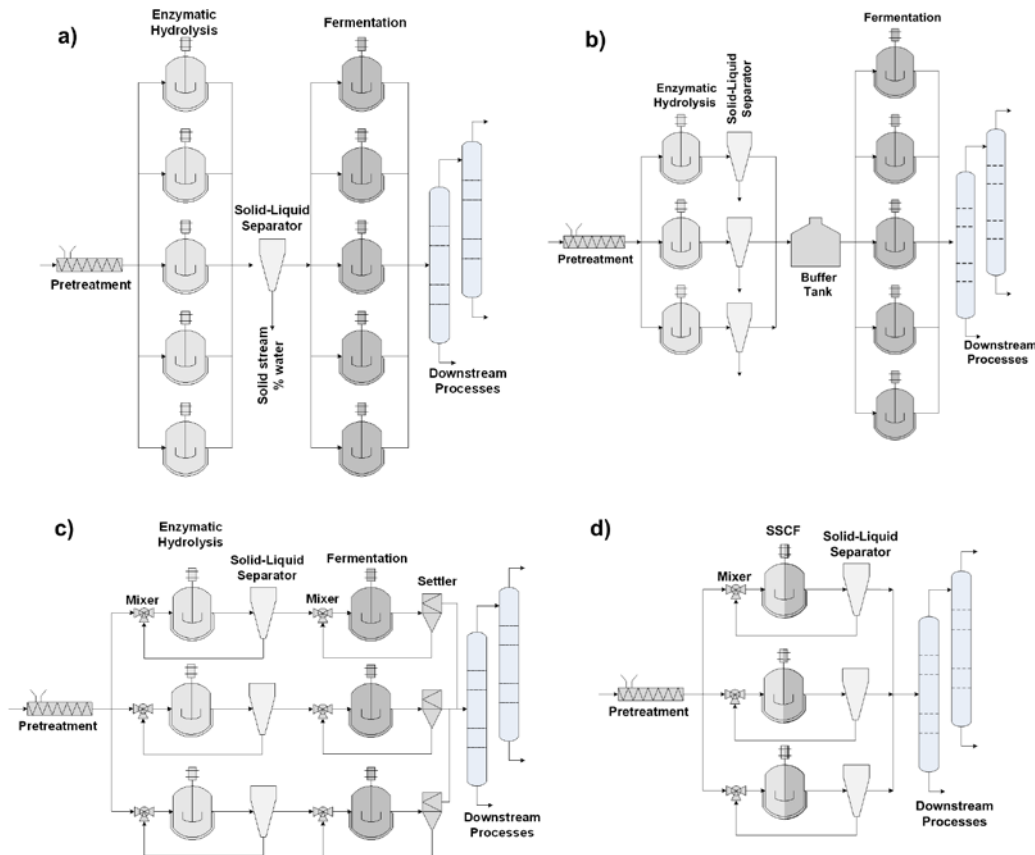 a)
Enzymatic
Hydrolysis
Fermentation
Solid-Liquid
Separator
Pretreatment
Solid stream
% water
Downstream
Processes
b)
Fermentation
Enzymatic
Hydrolysis
Solid-Liquid
Separator
Pretreatment
Buffer
Tank
Downstream
Processes
c)
Enzymatic
Hydrolysis
Solid-Liquid
Separator
Fermentation
Settler
Mixer
Mixer
Pretreatment
Downstream
Processes
d)
SSCF
Solid-Liquid
Separator
Mixer
Pretreatment
Downstream
Processes